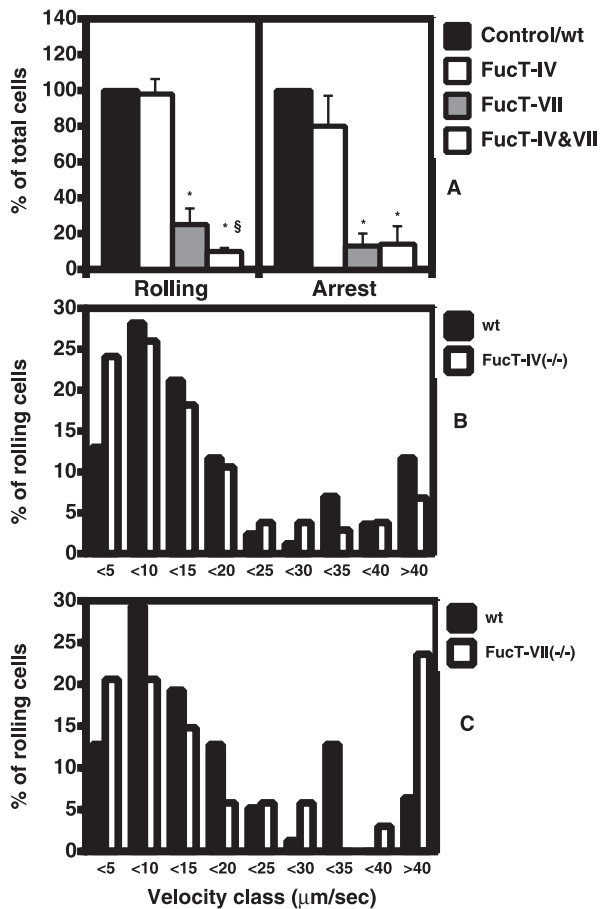 140
120
100
80
60
40
20
0
% of total cells
* * § * *
Rolling Arrest
Control/wt
FucT-IV
FucT-VII
FucT-IV&VII
A
30
25
20
15
10
5
0
% of rolling cells
<5 <10 <15 <20 <25 <30 <35 <40 >40
wt
FucT-IV(-/-)
B
30
25
20
15
10
5
0
% of rolling cells
<5 <10 <15 <20 <25 <30 <35 <40 >40
wt
FucT-VII(-/-)
C
Velocity class (μm/sec)